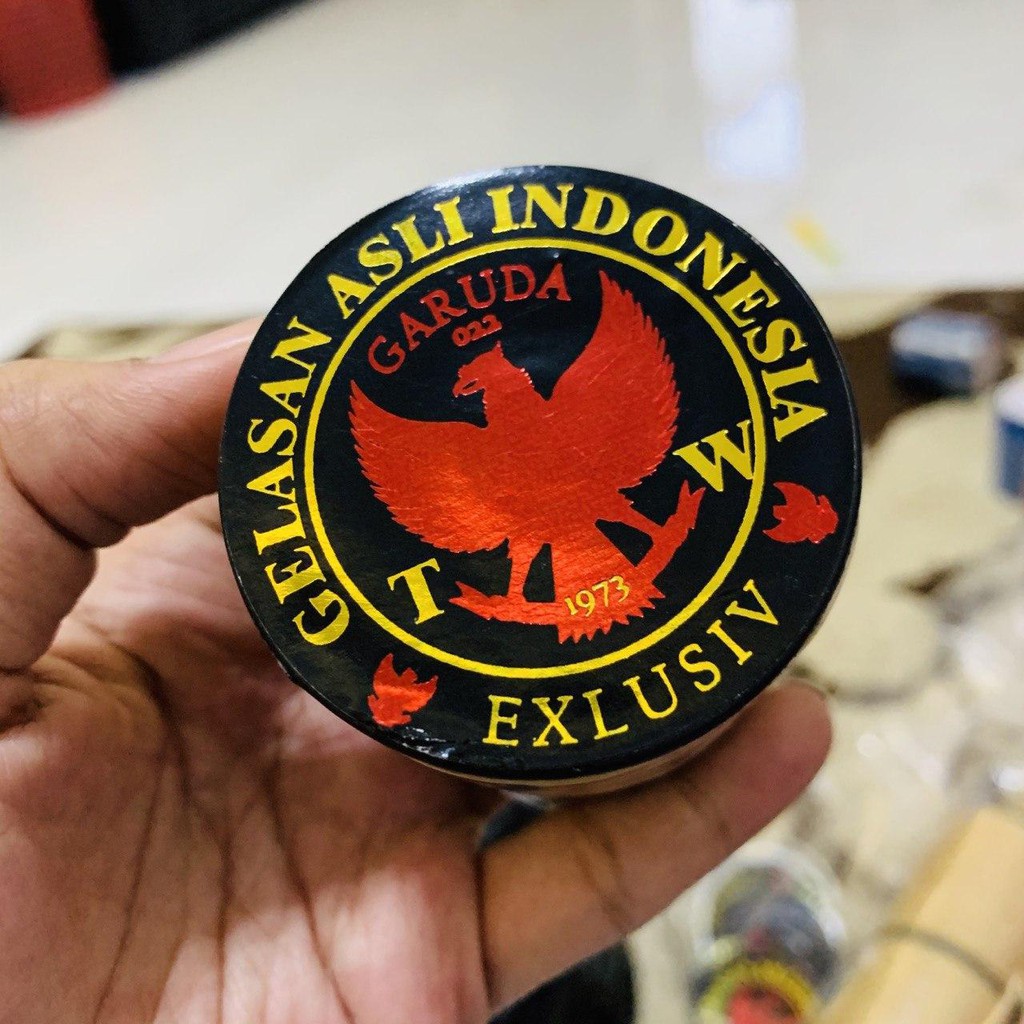 GELASAN ASLI INDONESIA
GARUDA
022
T W
1973
EXLUSIV